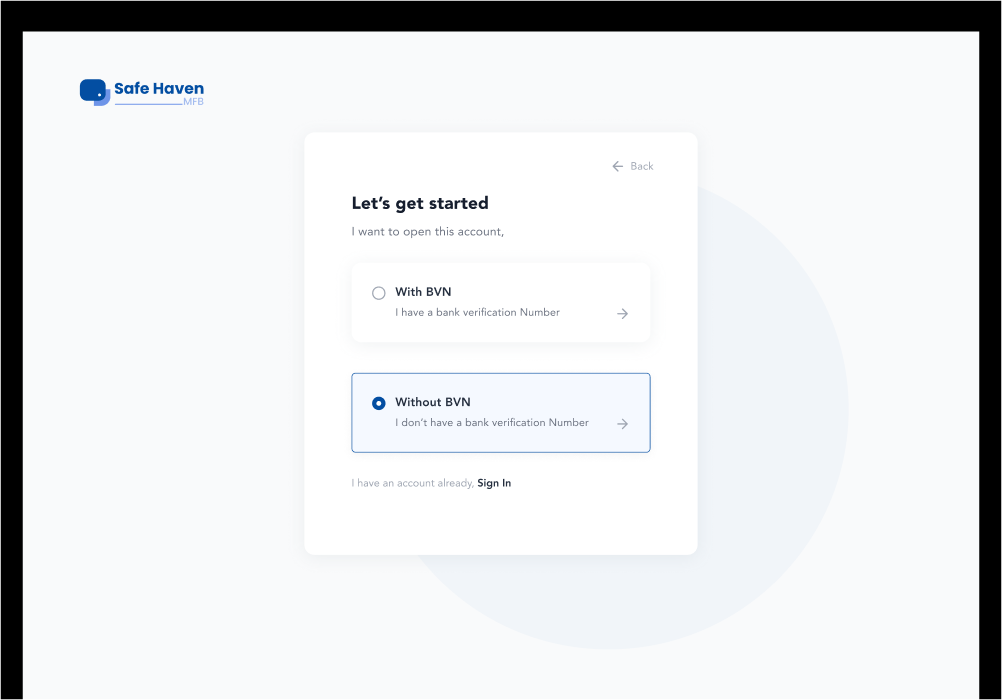 Safe Haven
MFB
Back
Let’s get started
I want to open this account,
With BVN
I have a bank verification Number
Without BVN
I don’t have a bank verification Number
I have an account already, Sign In